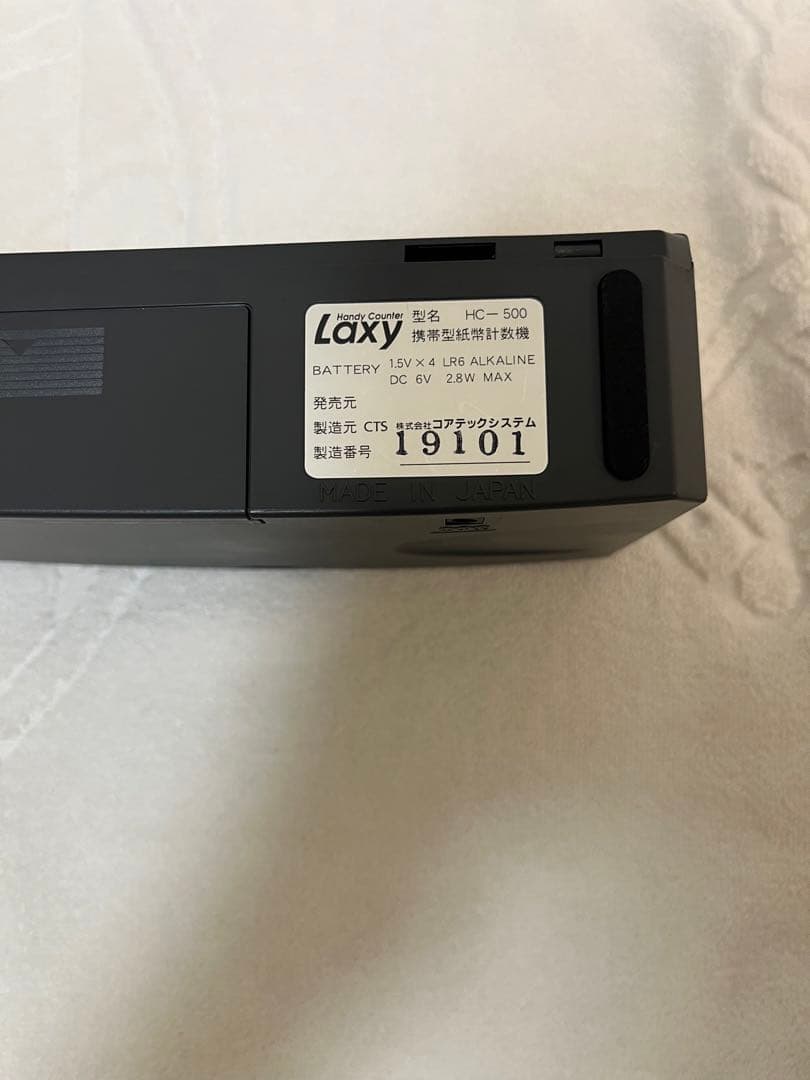 Handy Counter
Laxy
型名 HC-500
携帯型紙幣計数機
BATTERY 1.5V×4 LR6 ALKALINE
DC 6V 2.8W MAX
発売元
製造元 CTS 株式会社コアテックシステム
製造番号 19101
MADE IN JAPAN